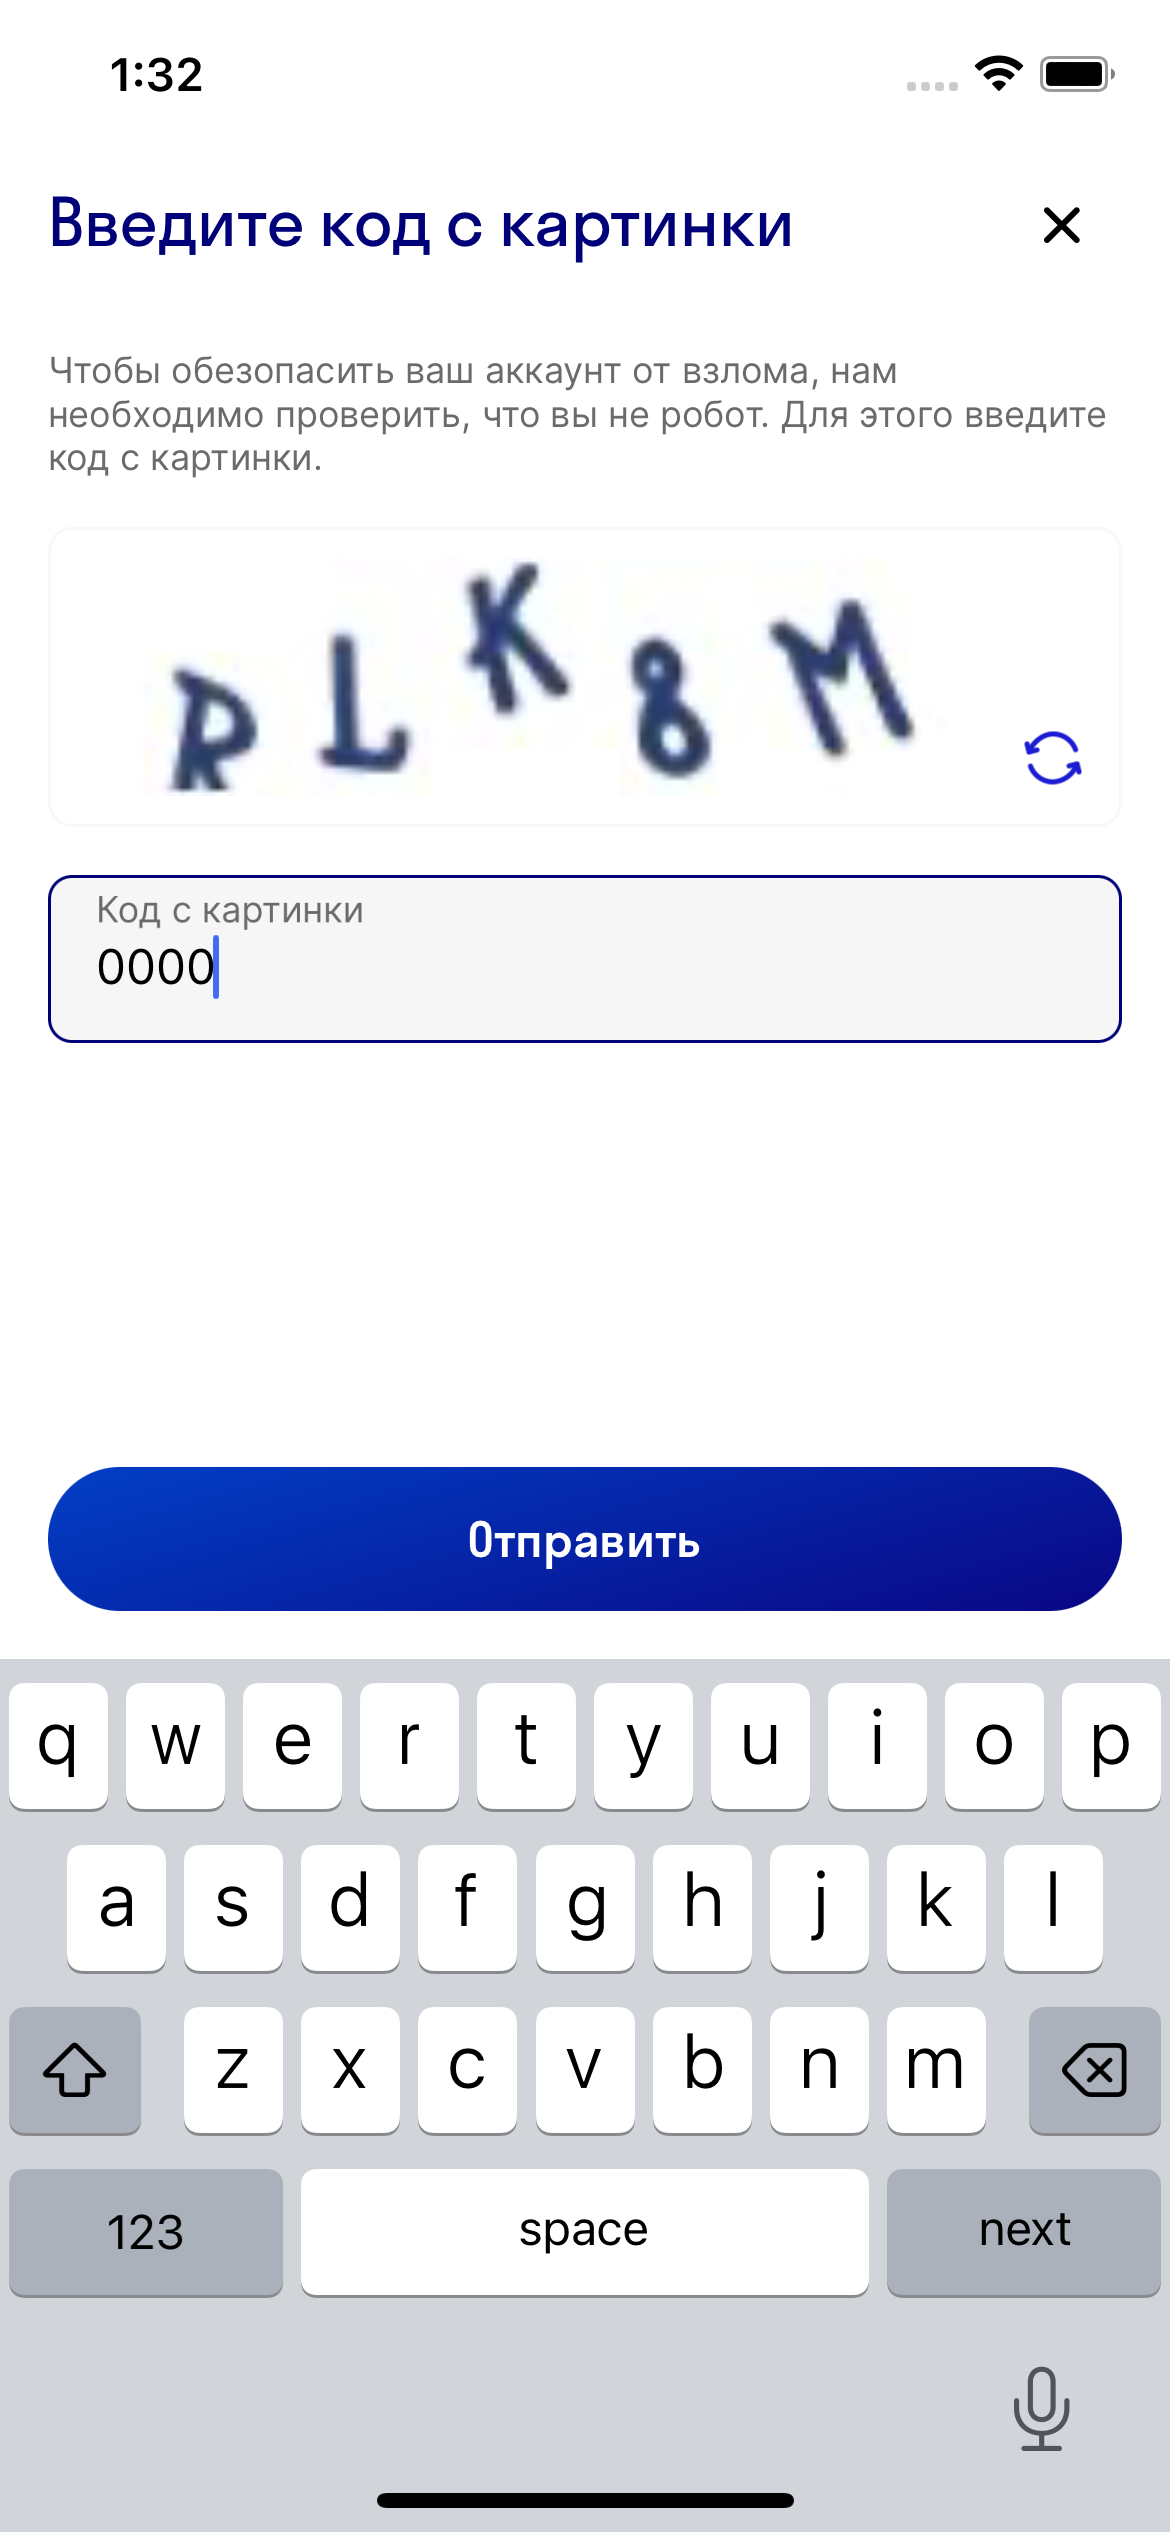 1:32
Введите код с картинки
Чтобы обезопасить ваш аккаунт от взлома, нам
необходимо проверить, что вы не робот. Для этого введите
код с картинки.
RLK8M
Код с картинки
0000
Отправить
q w e r t y u i o p
a s d f g h j k l
z x c v b n m
123 space next